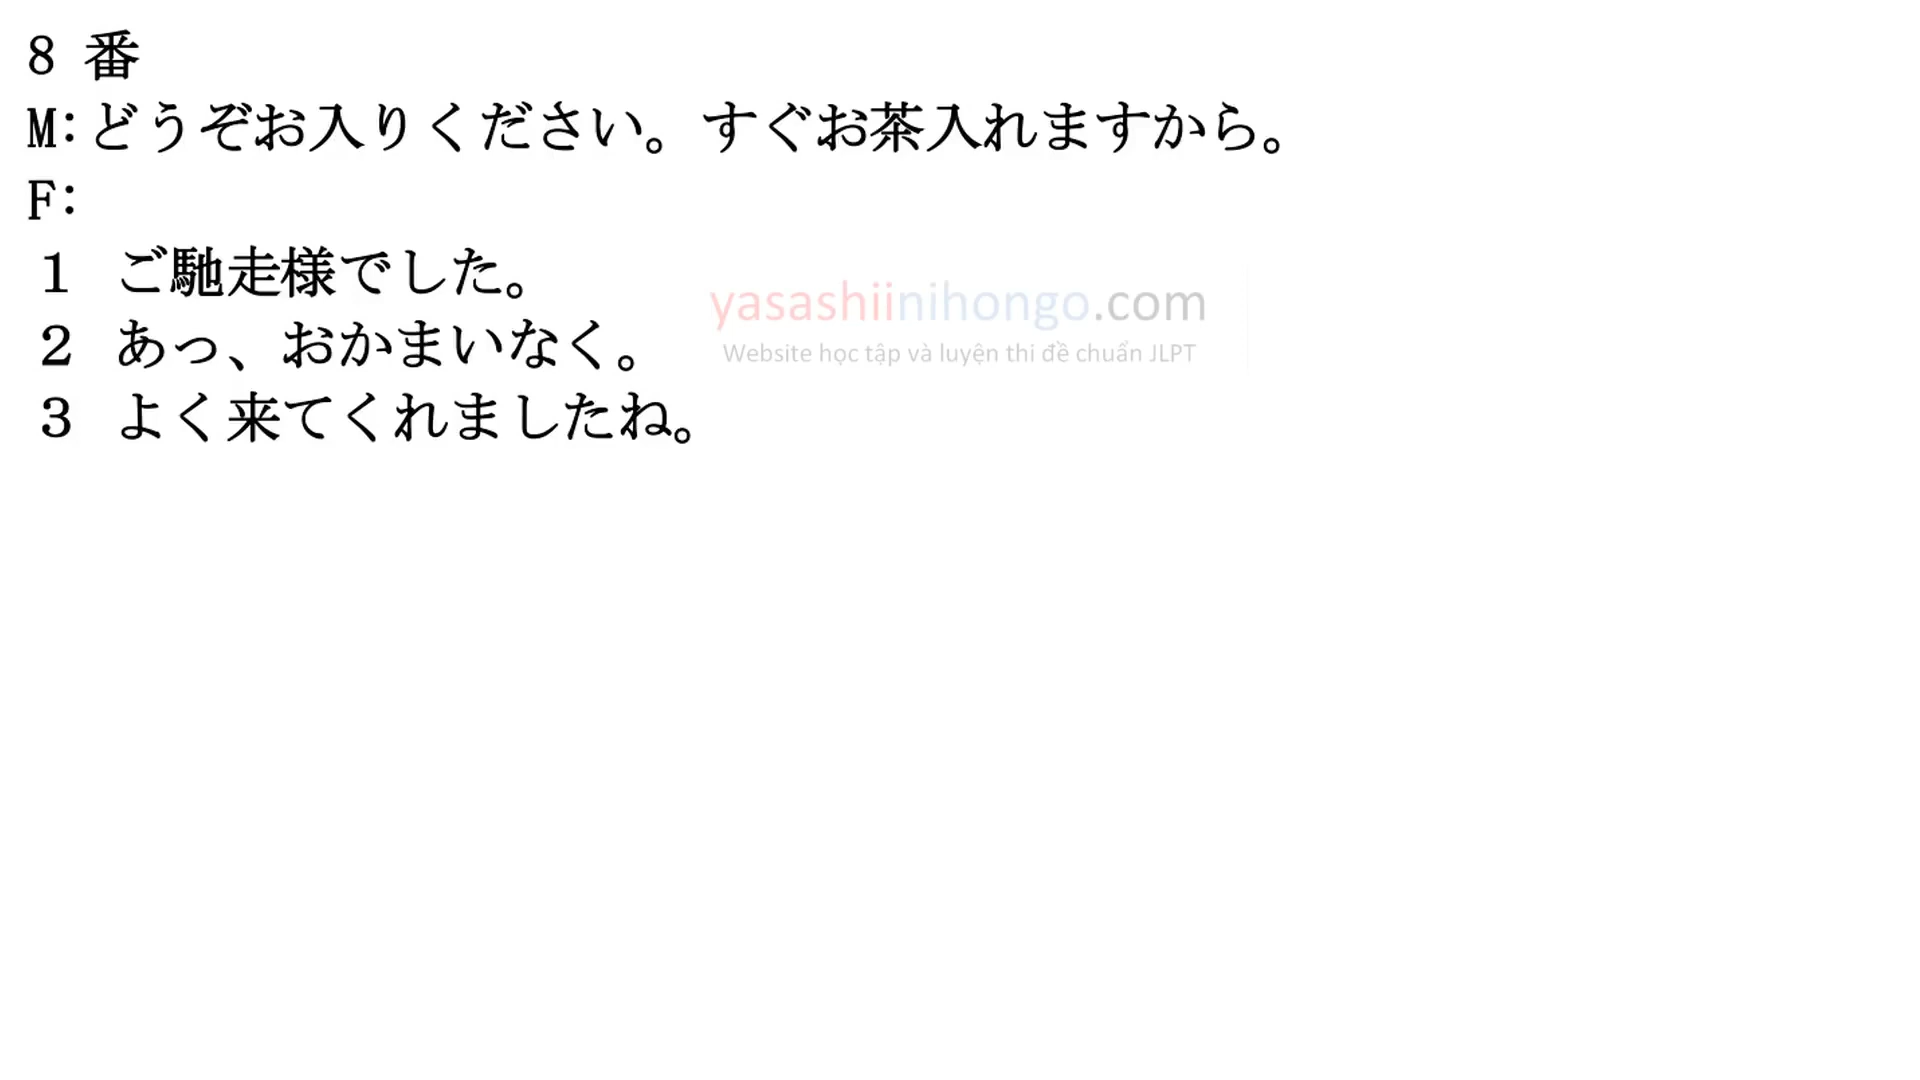 8 番
M:どうぞお入りください。すぐお茶入れますから。
F:
1 ご馳走様でした。
2 あっ、おかまいなく。
3 よく来てくれましたね。
yasashiinihongo.com
Website học tập và luyện thi đề chuẩn JLPT